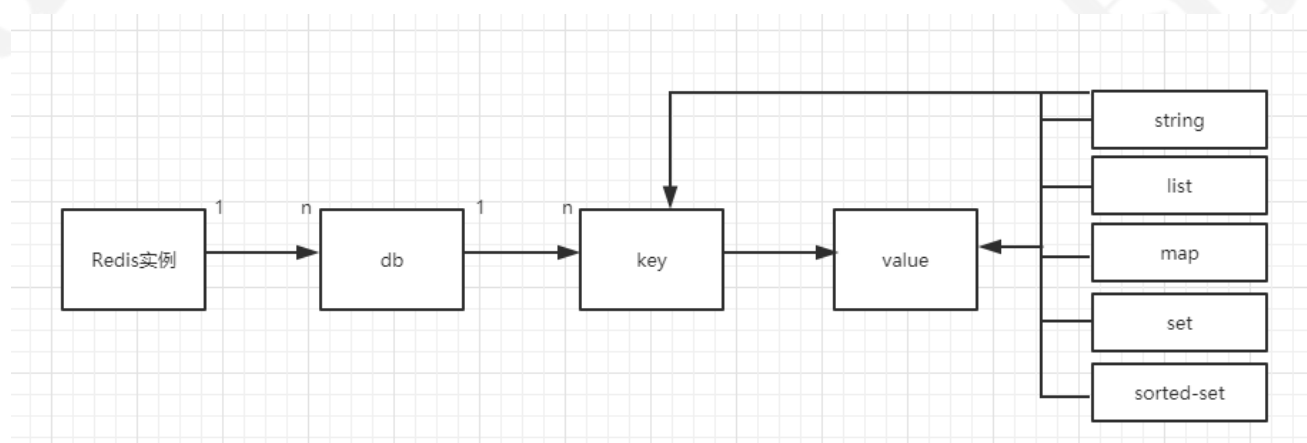 string
list
1
n
1
n
Redis实例
db
key
value
map
set
sorted-set